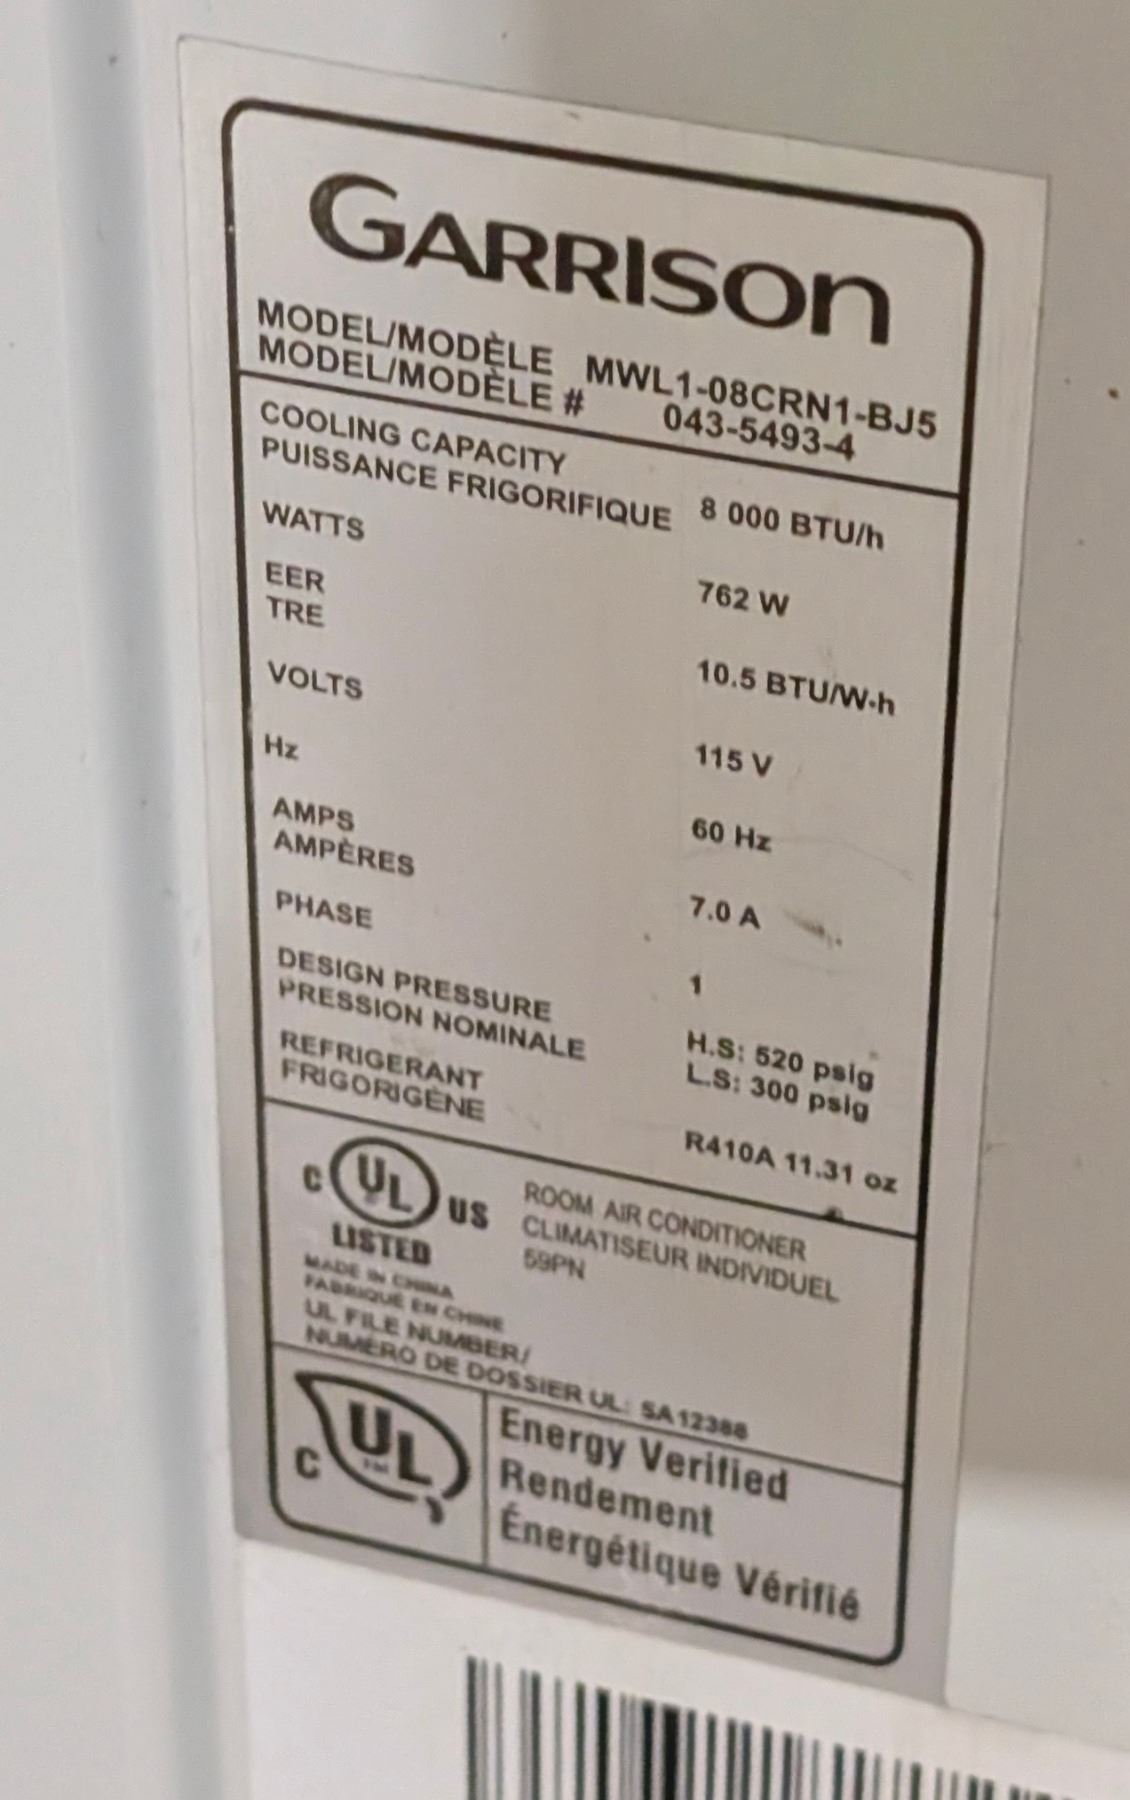 GARRISON
MODEL/MODÈLE MWL1-08CRN1-BJ5
MODEL/MODÈLE # 043-5493-4
COOLING CAPACITY
PUISSANCE FRIGORIFIQUE 8 000 BTU/h
WATTS 762 W
EER
TRE 10.5 BTU/W-h
VOLTS 115 V
Hz 60 Hz
AMPS
AMPÈRES 7.0 A
PHASE 1
DESIGN PRESSURE H.S: 520 psig
PRESSION NOMINALE L.S: 300 psig
REFRIGERANT
FRIGORIGÈNE R410A 11.31 oz
C UL US
LISTED
ROOM AIR CONDITIONER
CLIMATISEUR INDIVIDUEL
59PN
MADE IN CHINA
FABRIQUÉ EN CHINE
UL FILE NUMBER/
NUMÉRO DE DOSSIER UL: SA12388
C UL
Energy Verified
Rendement
Énergétique Vérifié